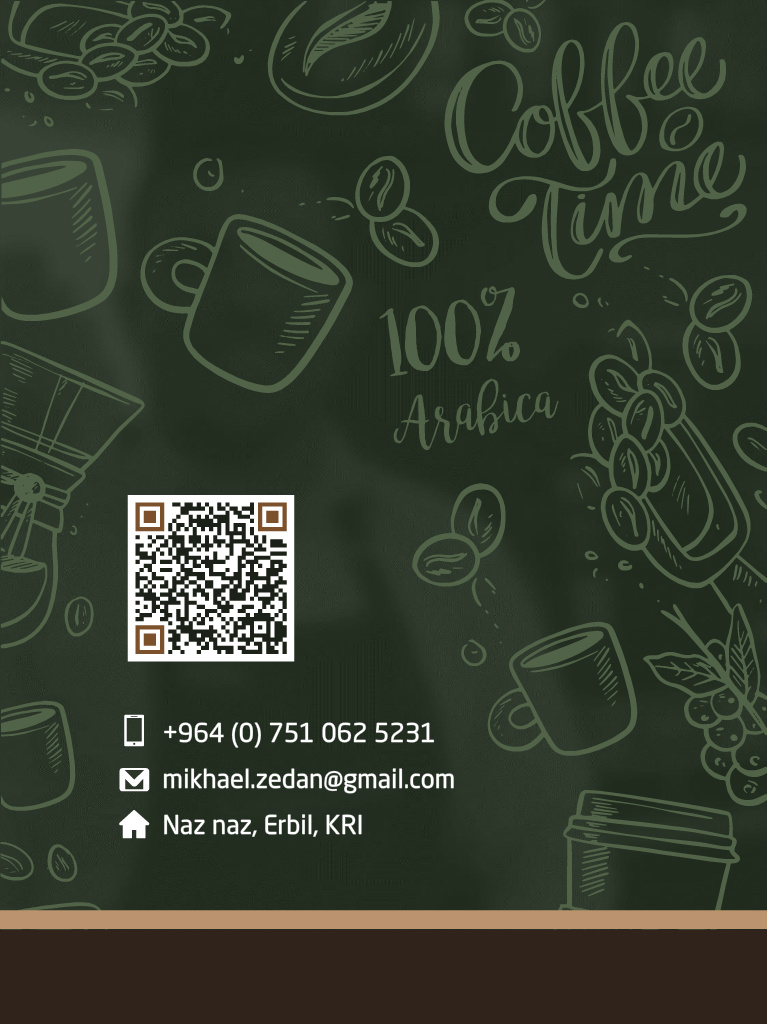 Coffee
Time
100%
Arabica
+964 (0) 751 062 5231
mikhael.zedan@gmail.com
Naz naz, Erbil, KRI